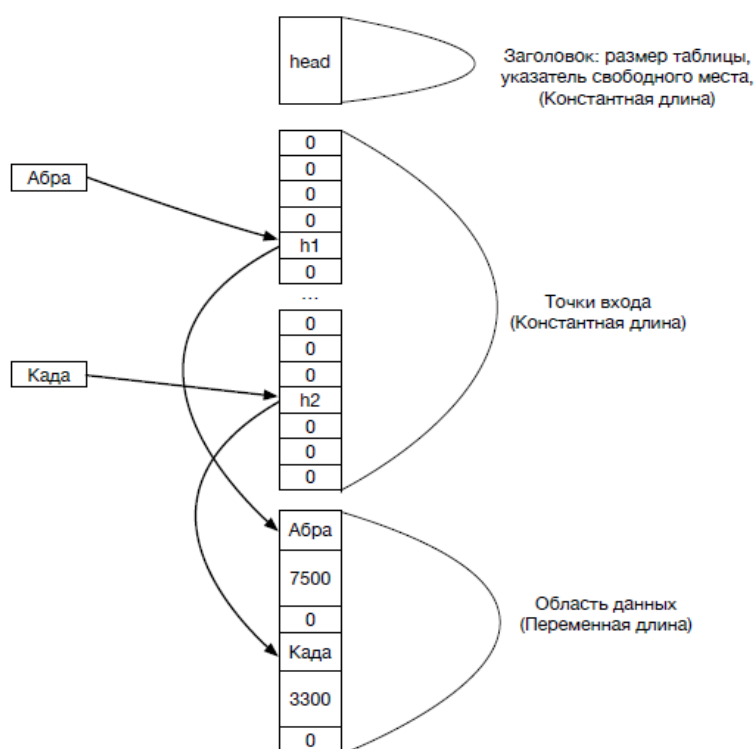 head
Заголовок: размер таблицы,
указатель свободного места,
(Константная длина)
0
0
0
0
Абра
h1
0
...
Точки входа
(Константная длина)
0
0
0
Када
h2
0
0
0
Абра
7500
0
Область данных
(Переменная длина)
Када
3300
0